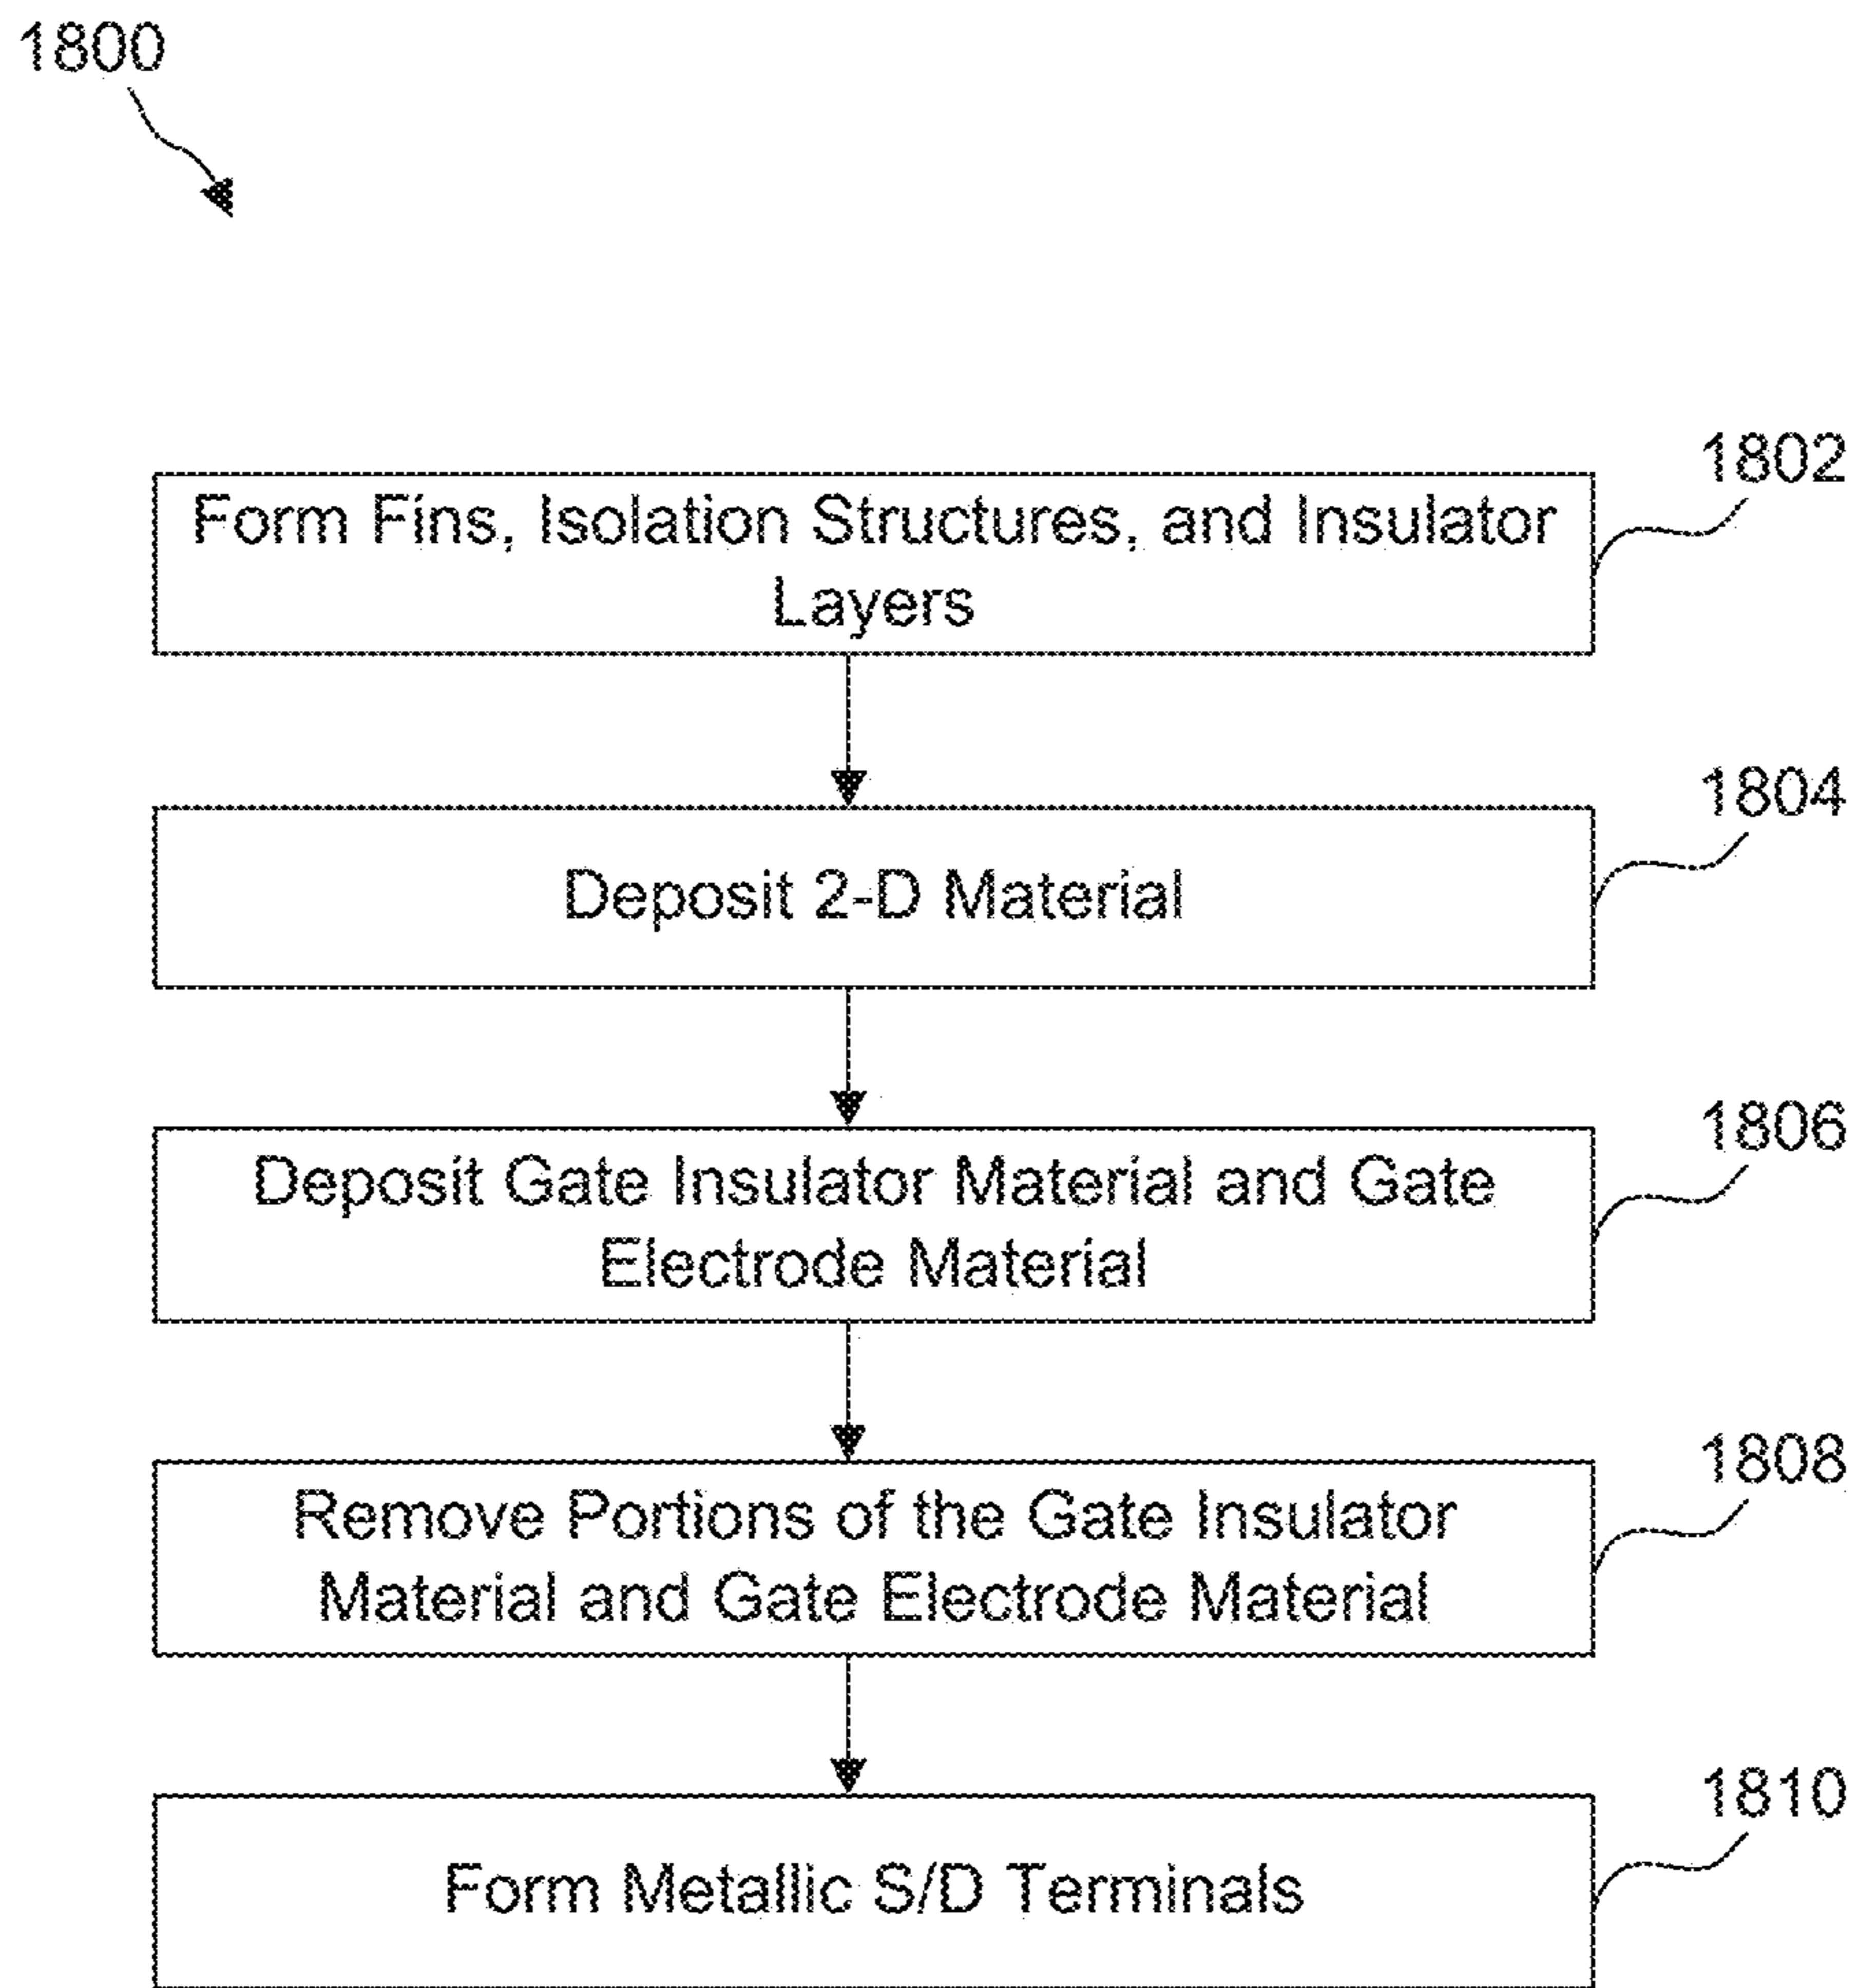 1800
1802
Form Fins, Isolation Structures, and Insulator
Layers
1804
Deposit 2-D Material
1806
Deposit Gate Insulator Material and Gate
Electrode Material
1808
Remove Portions of the Gate Insulator
Material and Gate Electrode Material
1810
Form Metallic S/D Terminals